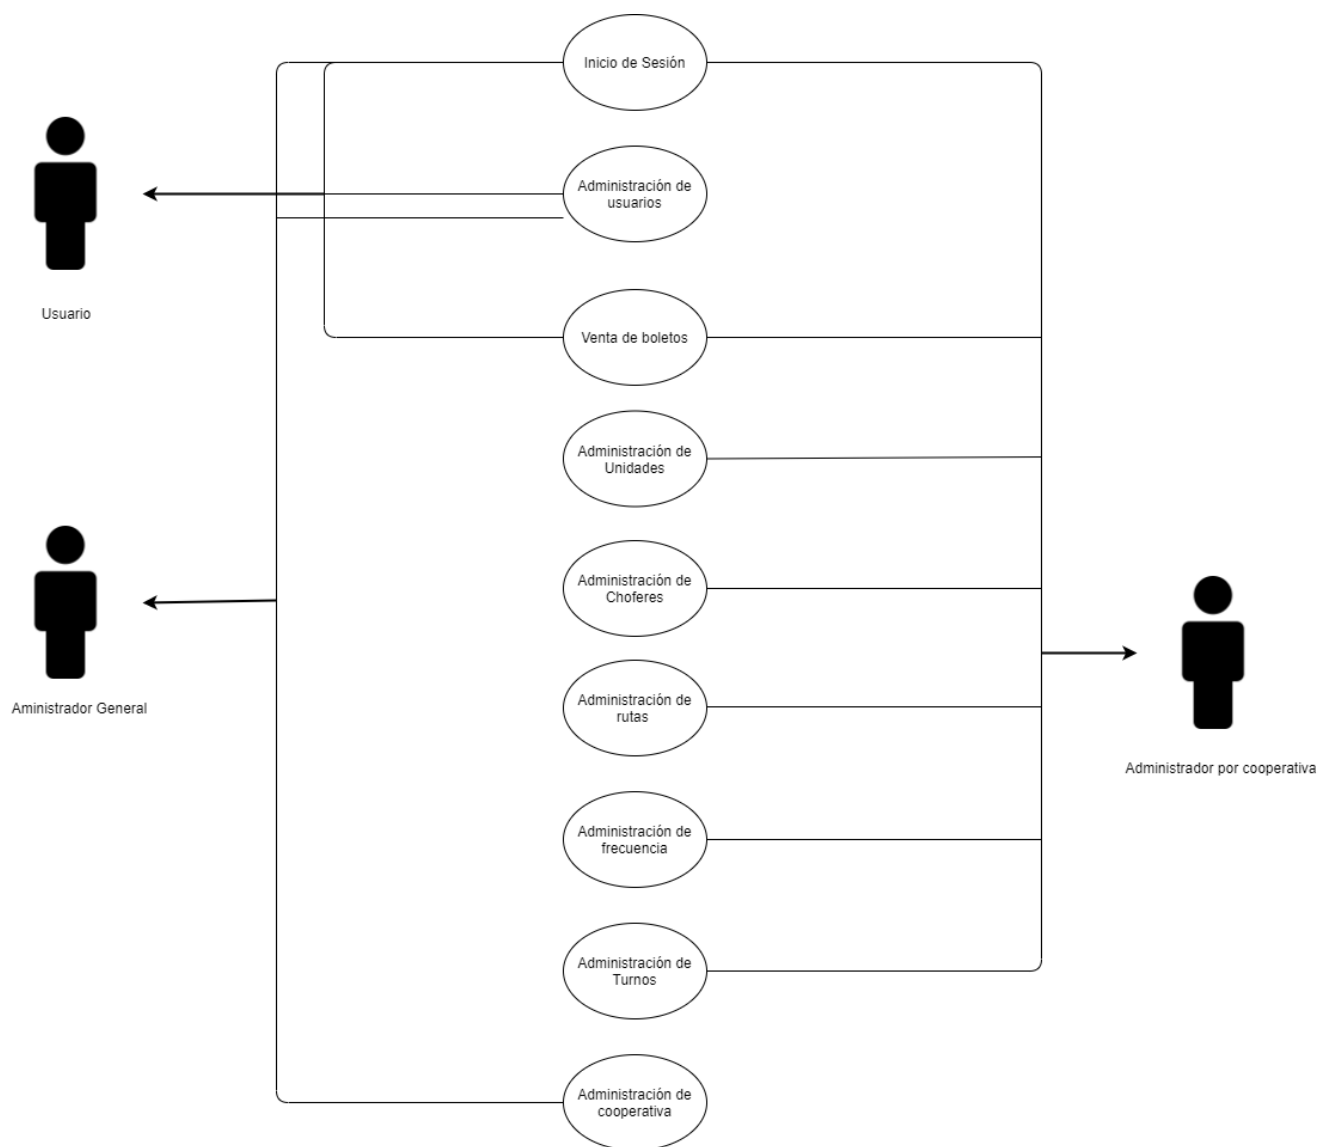 Inicio de Sesión
Administración de
usuarios
Usuario
Venta de boletos
Administración de
Unidades
Administración de
Choferes
Administración de
rutas
Aministrador General
Administrador por cooperativa
Administración de
frecuencia
Administración de
Turnos
Administración de
cooperativa